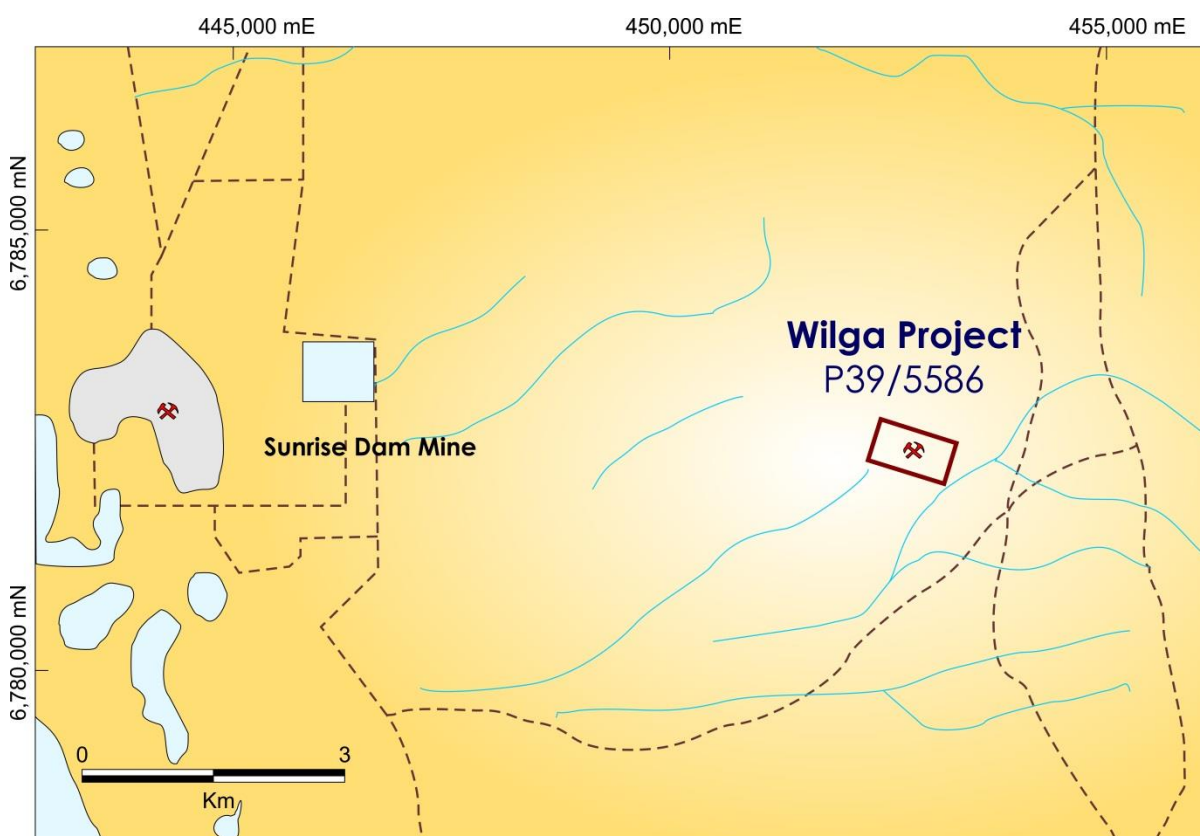 445,000 mE
450,000 mE
455,000 mE
6,785,000 mN
Wilga Project
P39/5586
Sunrise Dam Mine
6,780,000 mN
0
3
Km